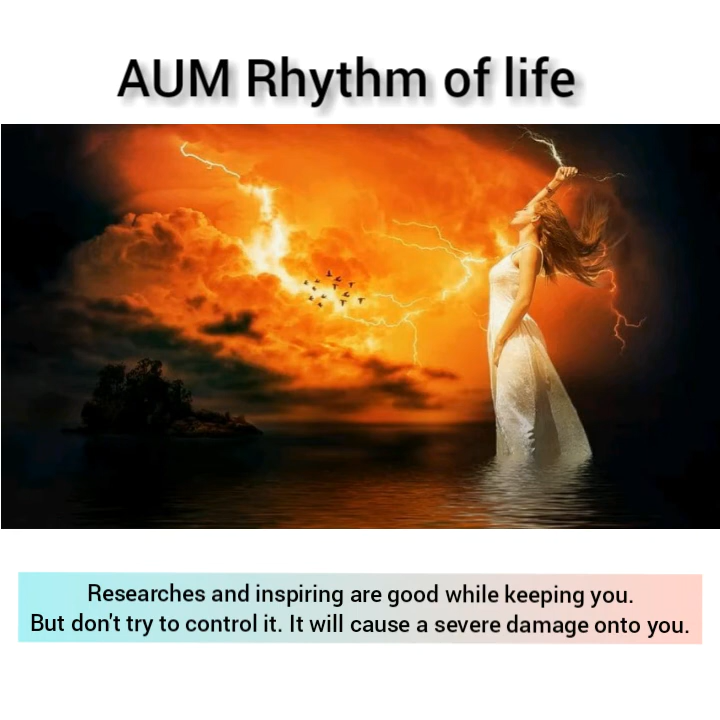 AUM Rhythm of life
Researches and inspiring are good while keeping you.
But don't try to control it. It will cause a severe damage onto you.